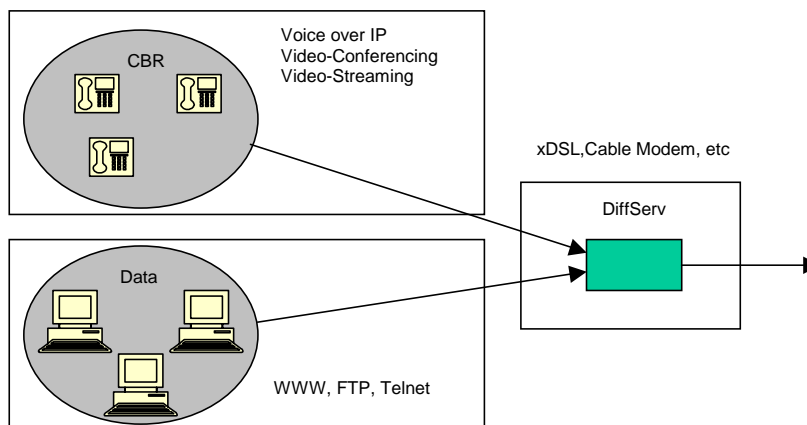 CBR
Voice over IP
Video-Conferencing
Video-Streaming
xDSL,Cable Modem, etc
DiffServ
Data
WWW, FTP, Telnet